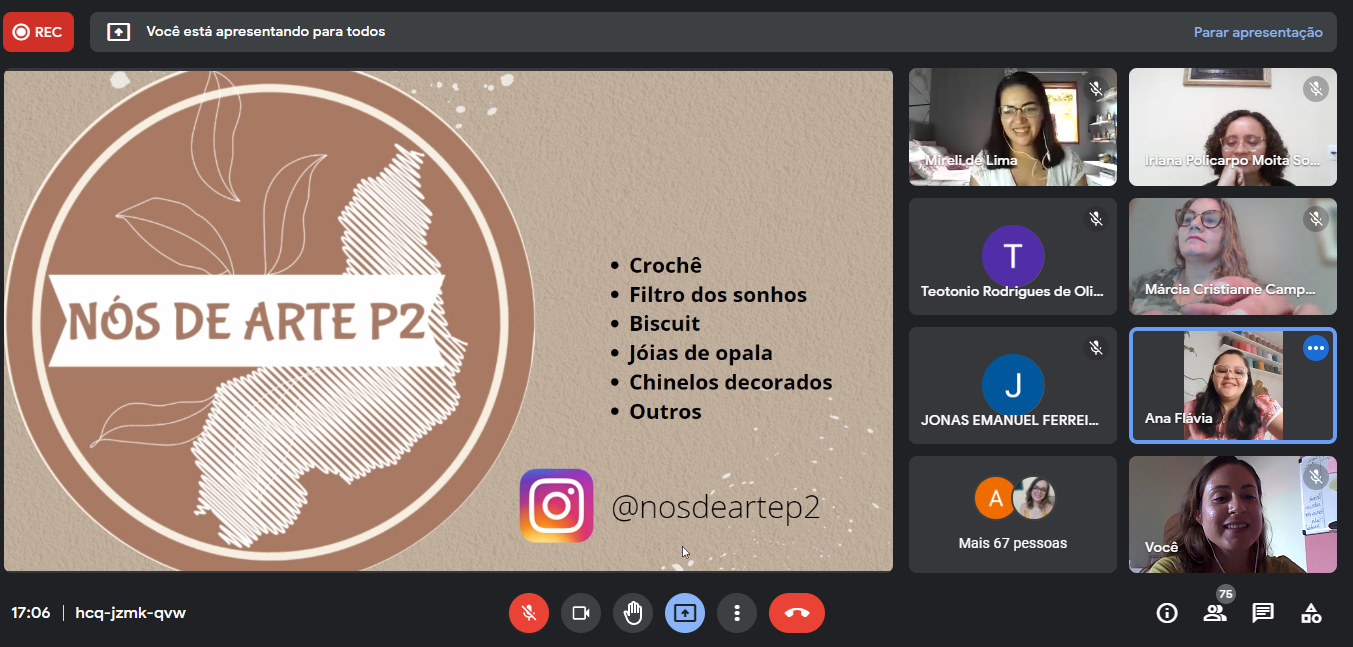 REC
Você está apresentando para todos
Parar apresentação
NÓS DE ARTE P2
Crochê
Filtro dos sonhos
Biscuit
Jóias de opala
Chinelos decorados
Outros
@nosdeartep2
Mireli de Lima
Iriana Policarpo Moita So...
T
Teotonio Rodrigues de Oli...
Márcia Cristianne Camp...
J
JONAS EMANUEL FERREI...
Ana Flávia
A
Mais 67 pessoas
Você
17:06 | hcq-jzmk-qvw
75